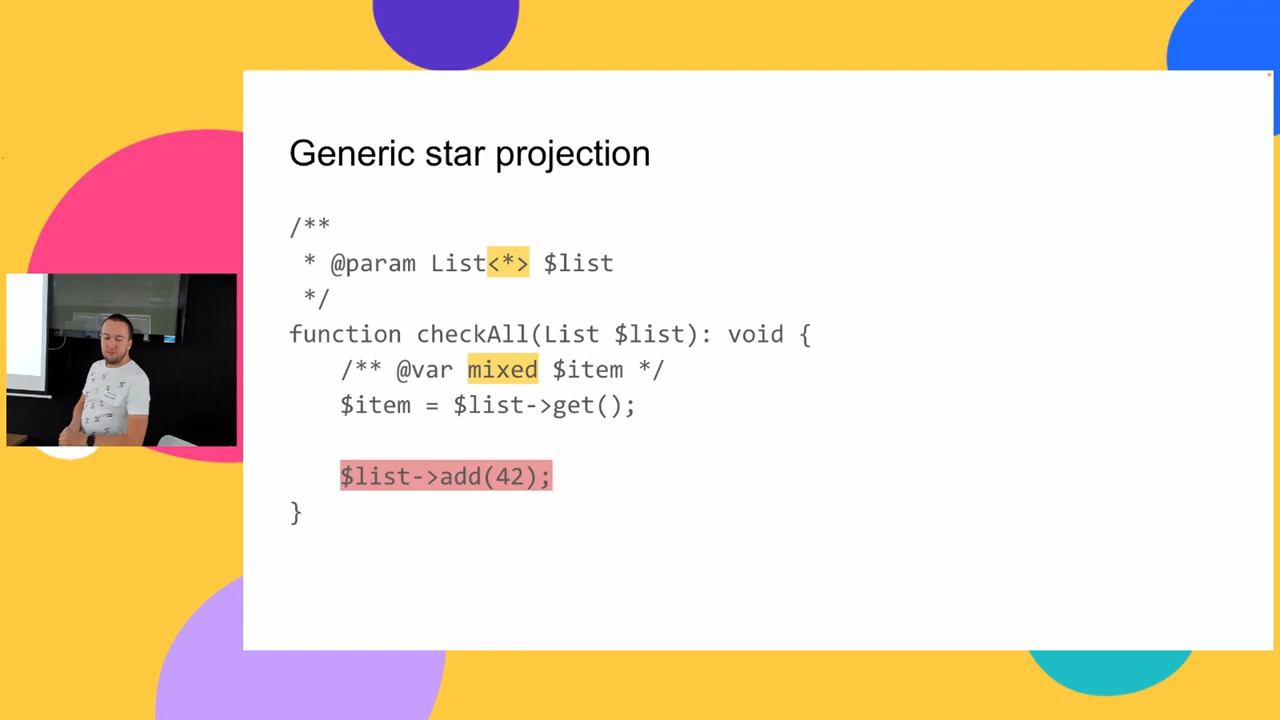 Generic star projection
/**
 * @param List<*> $list
 */
function checkAll(List $list): void {
    /** @var mixed $item */
    $item = $list->get();
    $list->add(42);
}